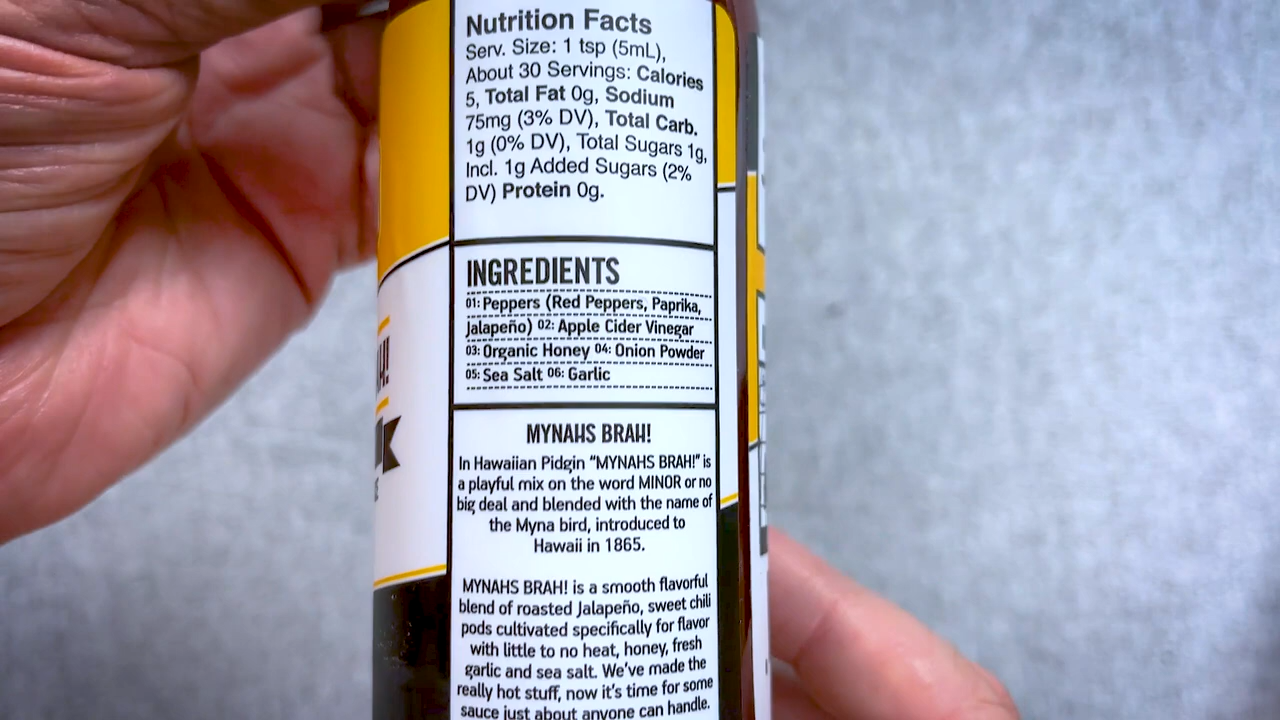 Nutrition Facts
Serv. Size: 1 tsp (5mL),
About 30 Servings: Calories
5, Total Fat 0g, Sodium
75mg (3% DV), Total Carb.
1g (0% DV), Total Sugars 1g,
Incl. 1g Added Sugars (2%
DV) Protein 0g.
INGREDIENTS
01: Peppers (Red Peppers, Paprika,
Jalapeño) 02: Apple Cider Vinegar
03: Organic Honey 04: Onion Powder
05: Sea Salt 06: Garlic
MYNAHS BRAH!
In Hawaiian Pidgin “MYNAHS BRAH!” is
a playful mix on the word MINOR or no
big deal and blended with the name of
the Myna bird, introduced to
Hawaii in 1865.
MYNAHS BRAH! is a smooth flavorful
blend of roasted Jalapeño, sweet chili
pods cultivated specifically for flavor
with little to no heat, honey, fresh
garlic and sea salt. We’ve made the
really hot stuff, now it’s time for some
sauce just about anyone can handle.